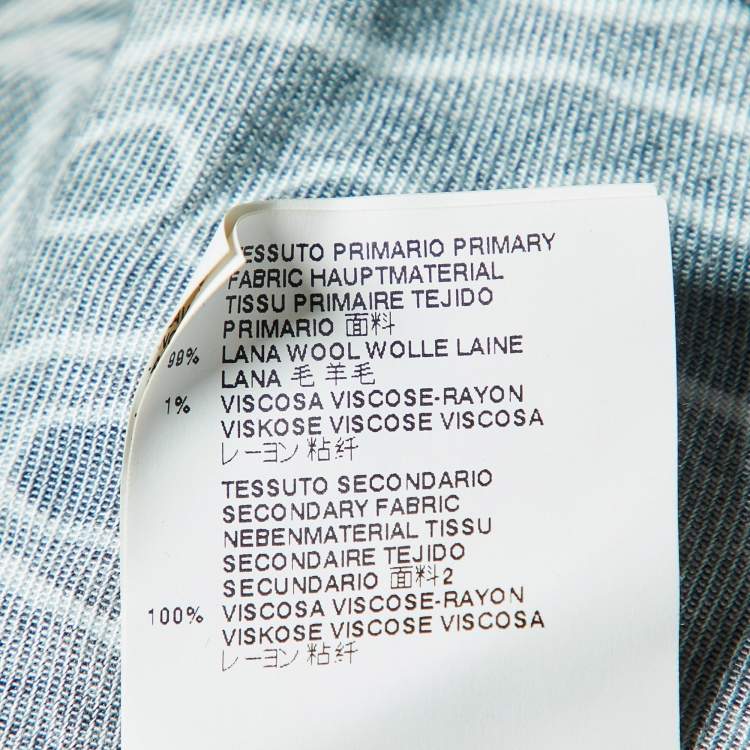 TESSUTO PRIMARIO PRIMARY
FABRIC HAUPTMATERIAL
TISSU PRIMAIRE TEJIDO
PRIMARIO 面料
99% LANA WOOL WOLLE LAINE
LANA 毛 羊毛
1% VISCOSA VISCOSE-RAYON
VISKOSE VISCOSE VISCOSA
レーヨン 粘纤
TESSUTO SECONDARIO
SECONDARY FABRIC
NEBENMATERIAL TISSU
SECONDAIRE TEJIDO
SECUNDARIO 面料2
100% VISCOSA VISCOSE-RAYON
VISKOSE VISCOSE VISCOSA
レーヨン 粘纤